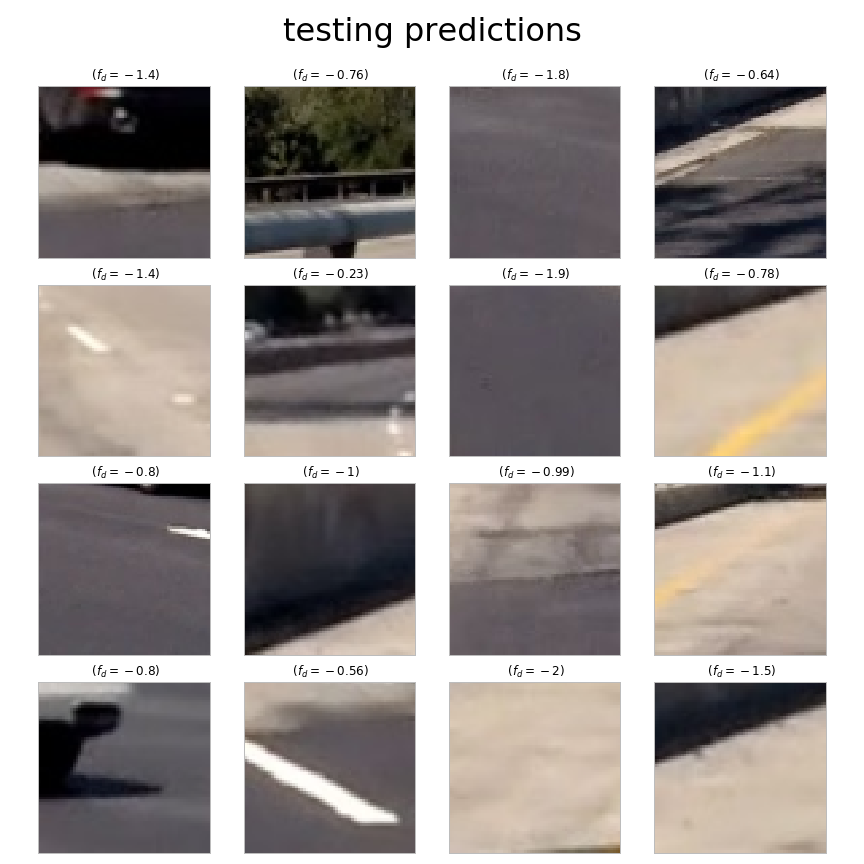 testing predictions
(f_d = −1.4) (f_d = −0.76) (f_d = −1.8) (f_d = −0.64)
(f_d = −1.4) (f_d = −0.23) (f_d = −1.9) (f_d = −0.78)
(f_d = −0.8) (f_d = −1) (f_d = −0.99) (f_d = −1.1)
(f_d = −0.8) (f_d = −0.56) (f_d = −2) (f_d = −1.5)